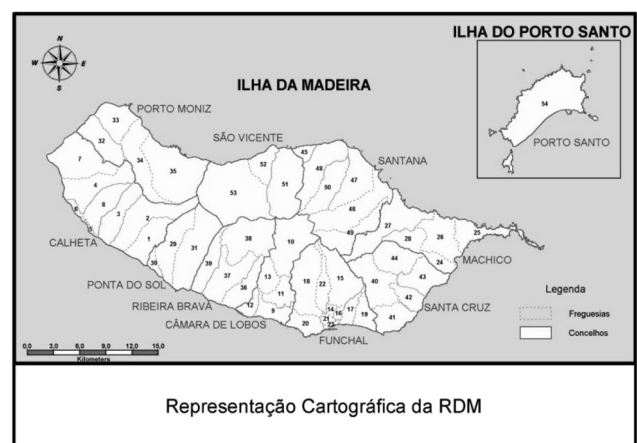 ILHA DO PORTO SANTO
N
W E
S
ILHA DA MADEIRA
54
PORTO SANTO
PORTO MONIZ
33
32
34
35
7
4
8
3
6
5
2
1
SÃO VICENTE
52
53
51
45
48
50
47
46
49
SANTANA
27
28
26
25
24
MACHICO
44
43
40
42
41
SANTA CRUZ
CALHETA
29
31
30
PONTA DO SOL
39
38
37
36
RIBEIRA BRAVA
10
13
11
12
9
CÂMARA DE LOBOS
18
22
15
14
16
17
19
20
21
23
FUNCHAL
Legenda
Freguesias
Concelhos
0,0 3,0 6,0 9,0 12,0 15,0
Kilometers
Representação Cartográfica da RDM